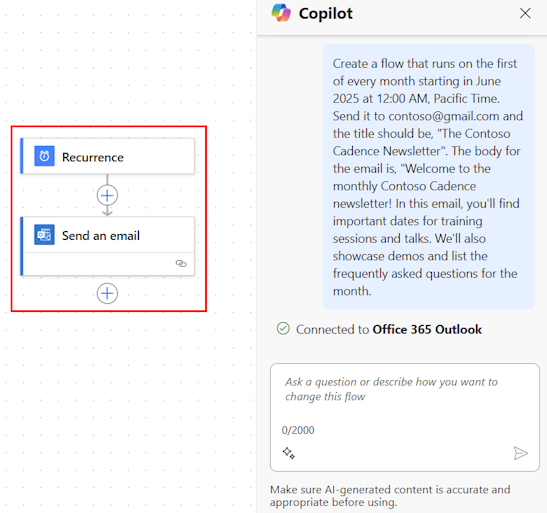 Recurrence
Send an email
Copilot
Create a flow that runs on the first
of every month starting in June
2025 at 12:00 AM, Pacific Time.
Send it to contoso@gmail.com and
the title should be, "The Contoso
Cadence Newsletter". The body for
the email is, "Welcome to the
monthly Contoso Cadence
newsletter! In this email, you'll find
important dates for training
sessions and talks. We'll also
showcase demos and list the
frequently asked questions for the
month.
Connected to Office 365 Outlook
Ask a question or describe how you want to
change this flow
0/2000
Make sure AI-generated content is accurate and
appropriate before using.